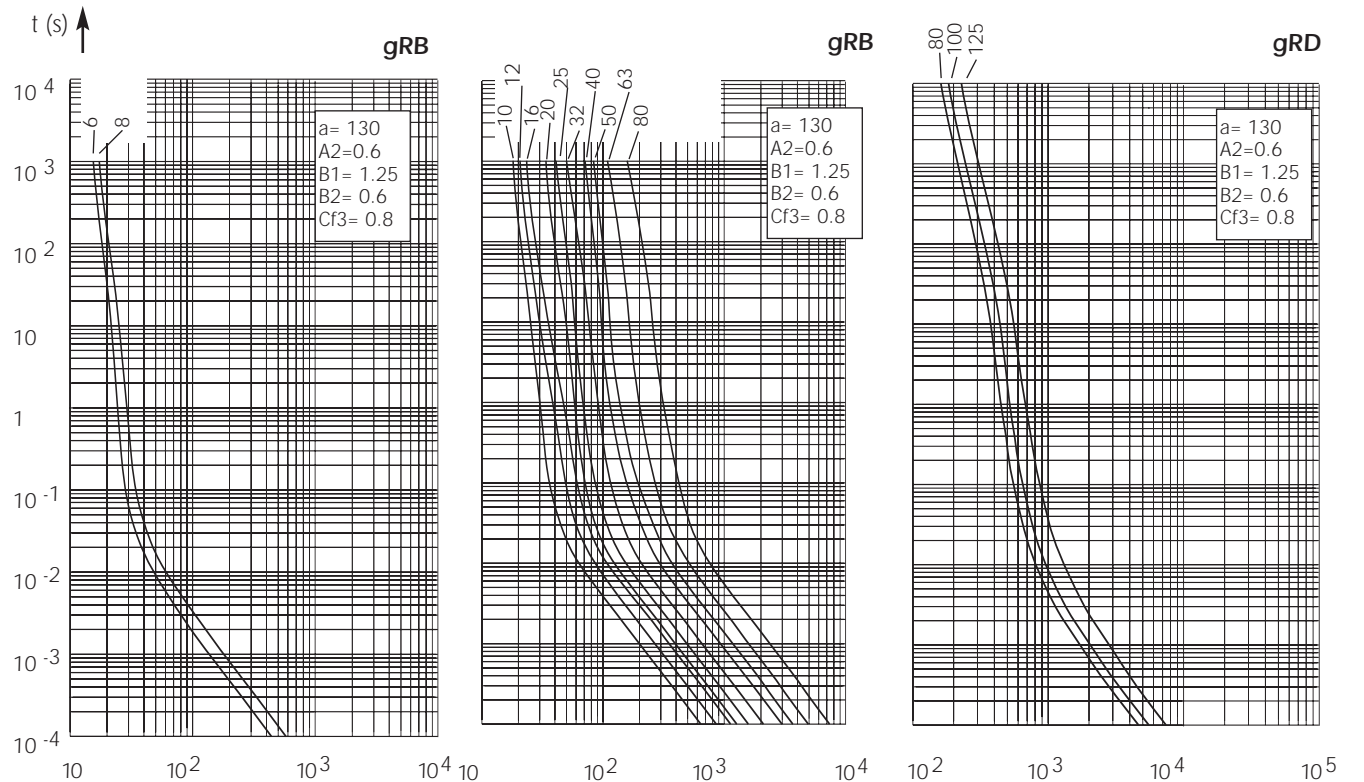 t (s)
gRB
10 4
10 3
10 2
10
1
10 -1
10 -2
10 -3
10 -4
6
8
a= 130
A2=0.6
B1= 1.25
B2= 0.6
Cf3= 0.8
10
10 2
10 3
10 4
gRB
10
12
16
20
25
32
40
50
63
80
a= 130
A2=0.6
B1= 1.25
B2= 0.6
Cf3= 0.8
10
10 2
10 3
10 4
gRD
80
100
125
a= 130
A2=0.6
B1= 1.25
B2= 0.6
Cf3= 0.8
10 2
10 3
10 4
10 5